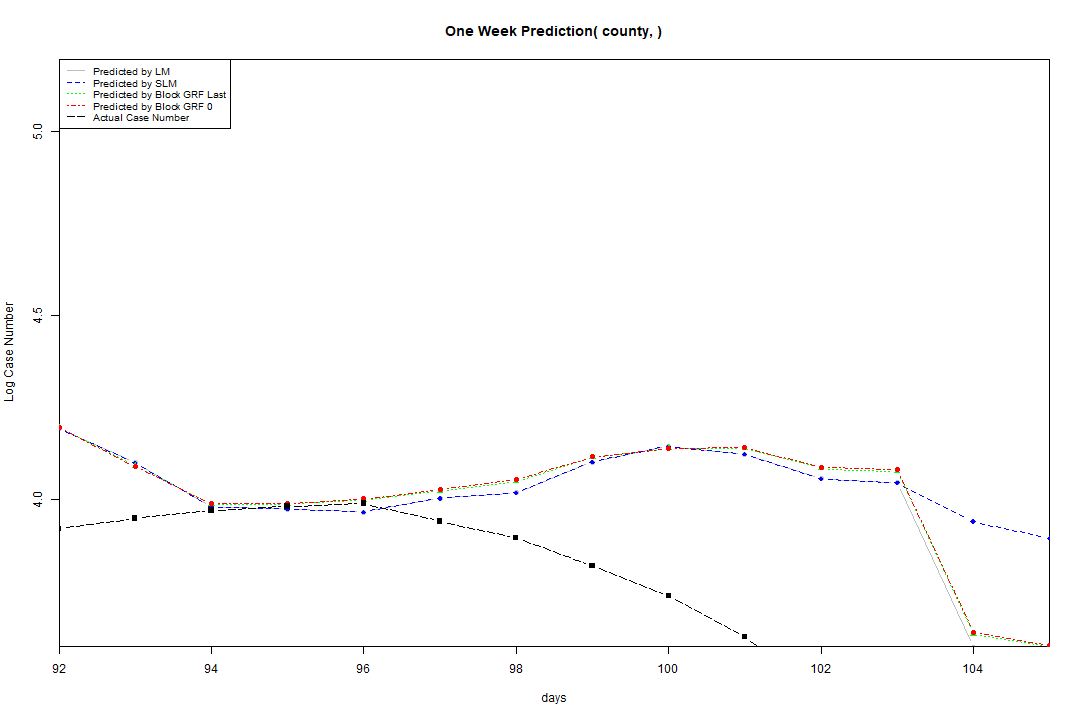 One Week Prediction( county, )
Predicted by LM
Predicted by SLM
Predicted by Block GRF Last
Predicted by Block GRF 0
Actual Case Number
5.0
4.5
4.0
Log Case Number
92 94 96 98 100 102 104
days